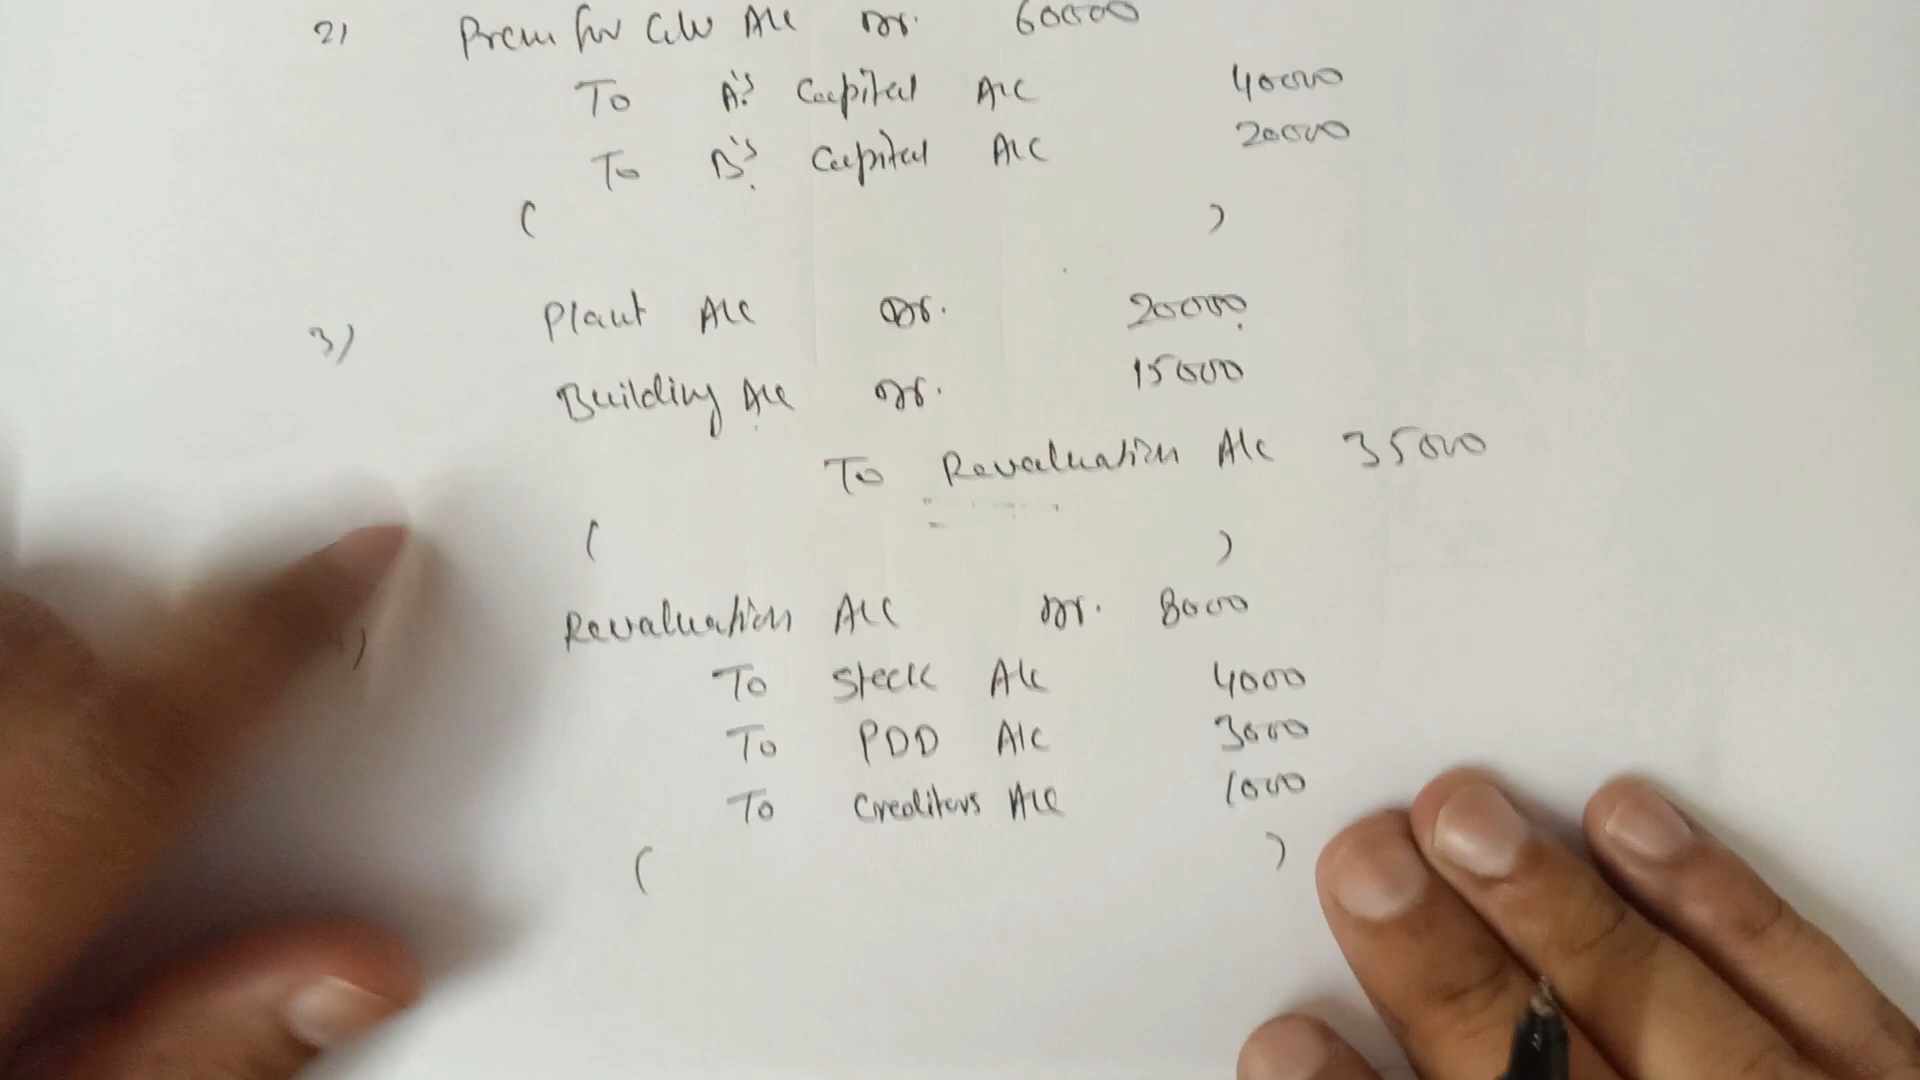 2) Prem for G/W A/c Dr. 60000
To A's Capital A/c 40000
To B's Capital A/c 20000
( )
3) Plant A/c Dr. 20000
Building A/c Dr. 15000
To Revaluation A/c 35000
( )
) Revaluation A/c Dr. 8000
To Stock A/c 4000
To PDD A/c 3000
To Creditors A/c 1000
( )